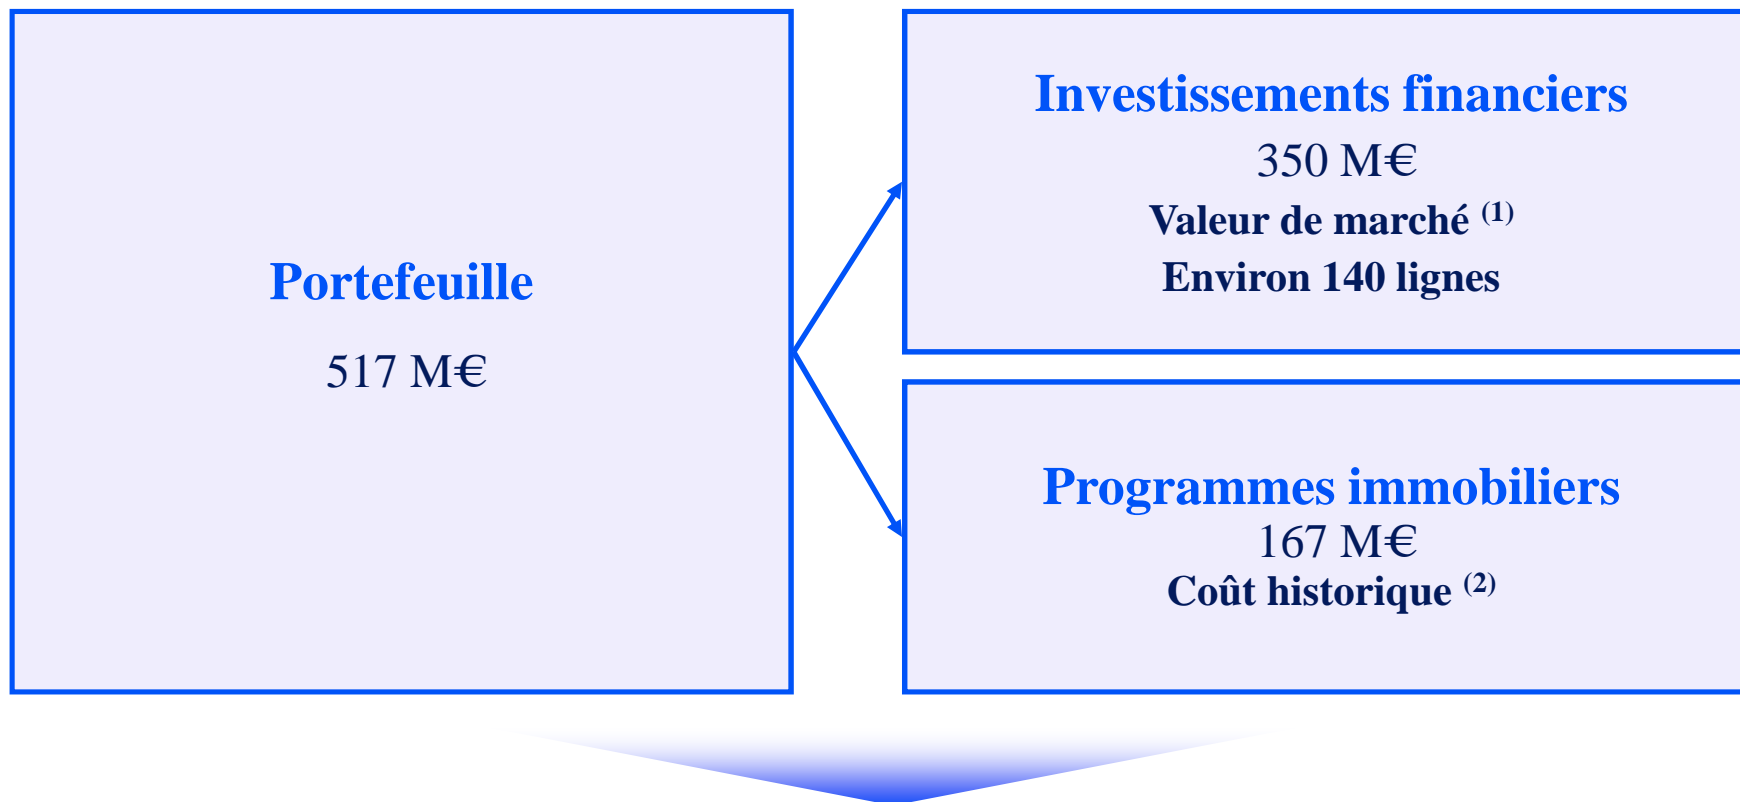 Portefeuille
517 M€
Investissements financiers
350 M€
Valeur de marché (1)
Environ 140 lignes
Programmes immobiliers
167 M€
Coût historique (2)